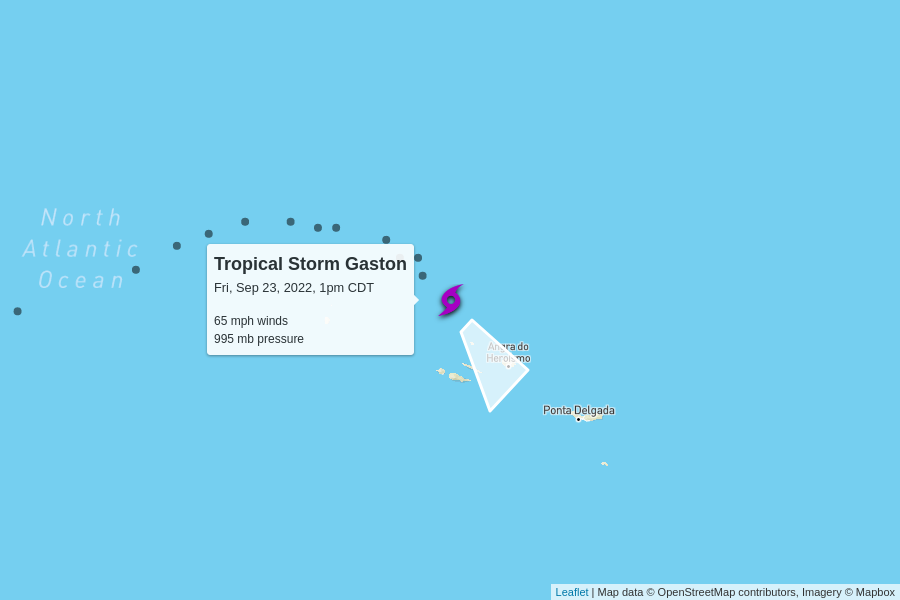 North
Atlantic
Ocean
Tropical Storm Gaston
Fri, Sep 23, 2022, 1pm CDT
65 mph winds
995 mb pressure
Angra do
Heroísmo
Ponta Delgada
Leaflet | Map data © OpenStreetMap contributors, Imagery © Mapbox